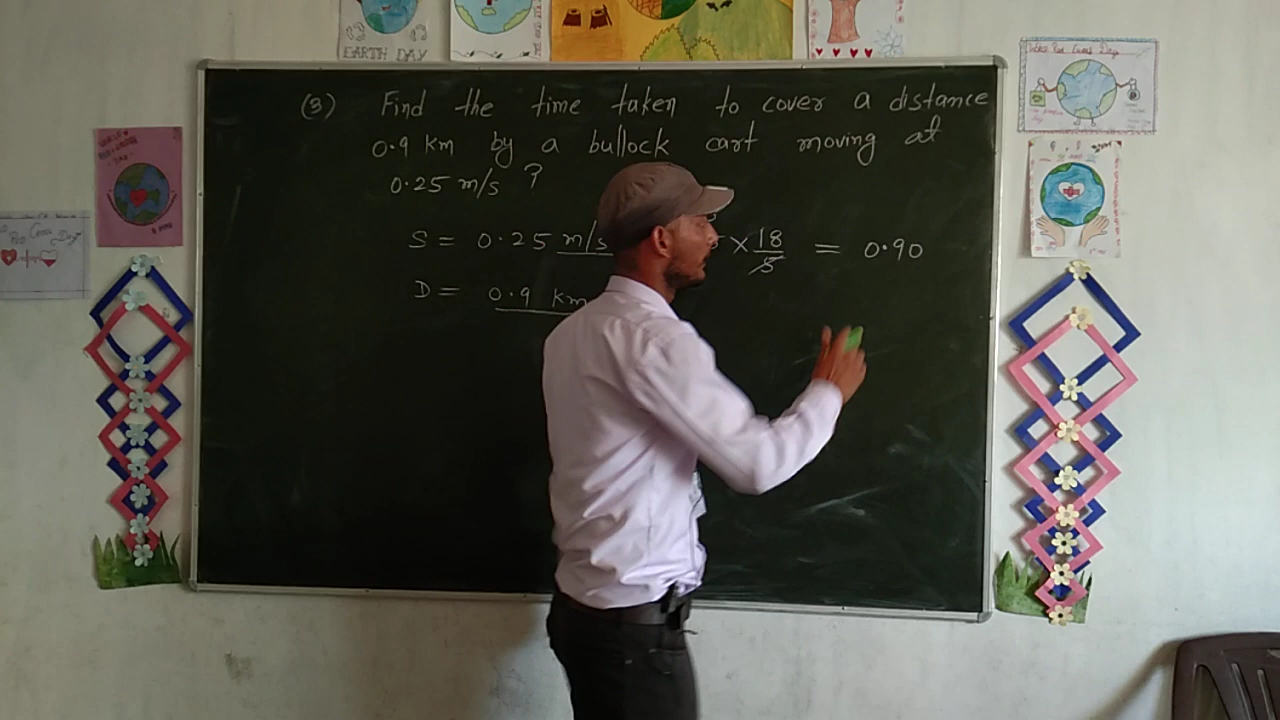 EARTH DAY
(3) Find the time taken to cover a distance
0.9 km by a bullock cart moving at
0.25 m/s ?
S = 0.25 m/s × 18/5 = 0.90
D = 0.9 km